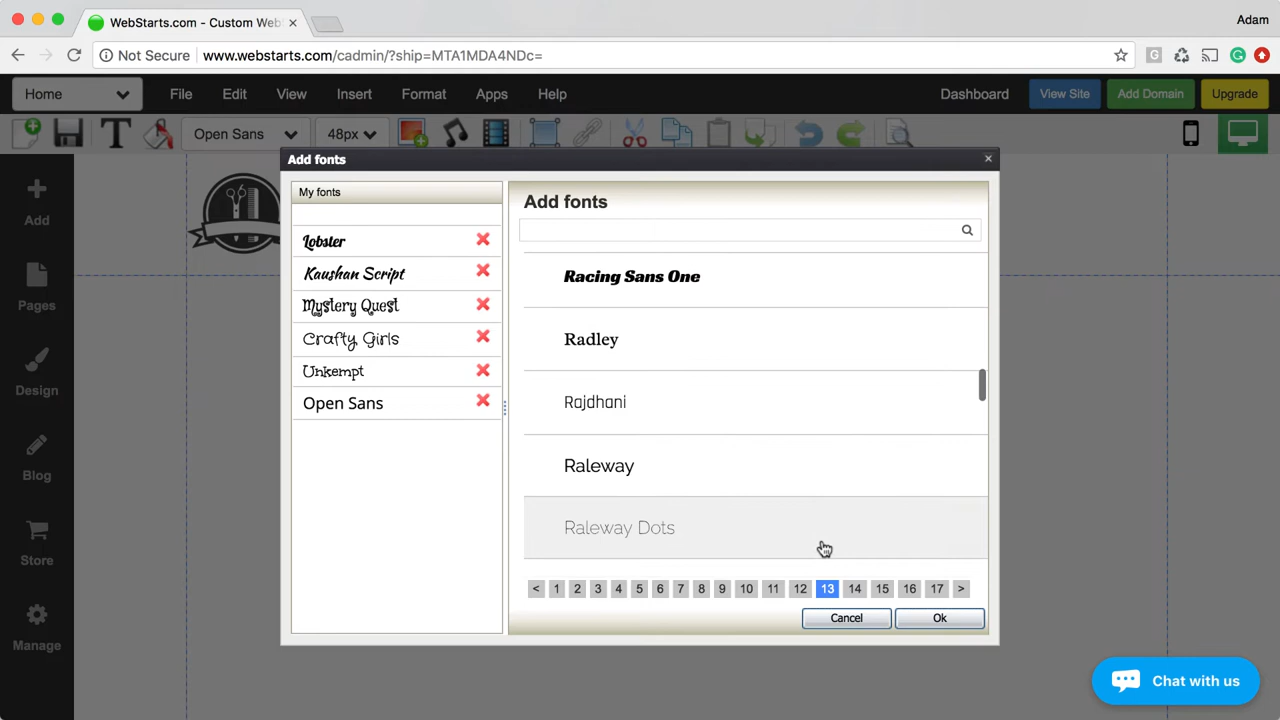 WebStarts.com - Custom Web
Adam
Not Secure www.webstarts.com/cadmin/?ship=MTA1MDA4NDc=
Home File Edit View Insert Format Apps Help Dashboard View Site Add Domain Upgrade
T Open Sans 48px
Add fonts
My fonts
Add fonts
Lobster
Kaushan Script
Mystery Quest
Crafty Girls
Unkempt
Open Sans
Racing Sans One
Radley
Rajdhani
Raleway
Raleway Dots
< 1 2 3 4 5 6 7 8 9 10 11 12 13 14 15 16 17 >
Cancel Ok
Add
Pages
Design
Blog
Store
Manage
Chat with us